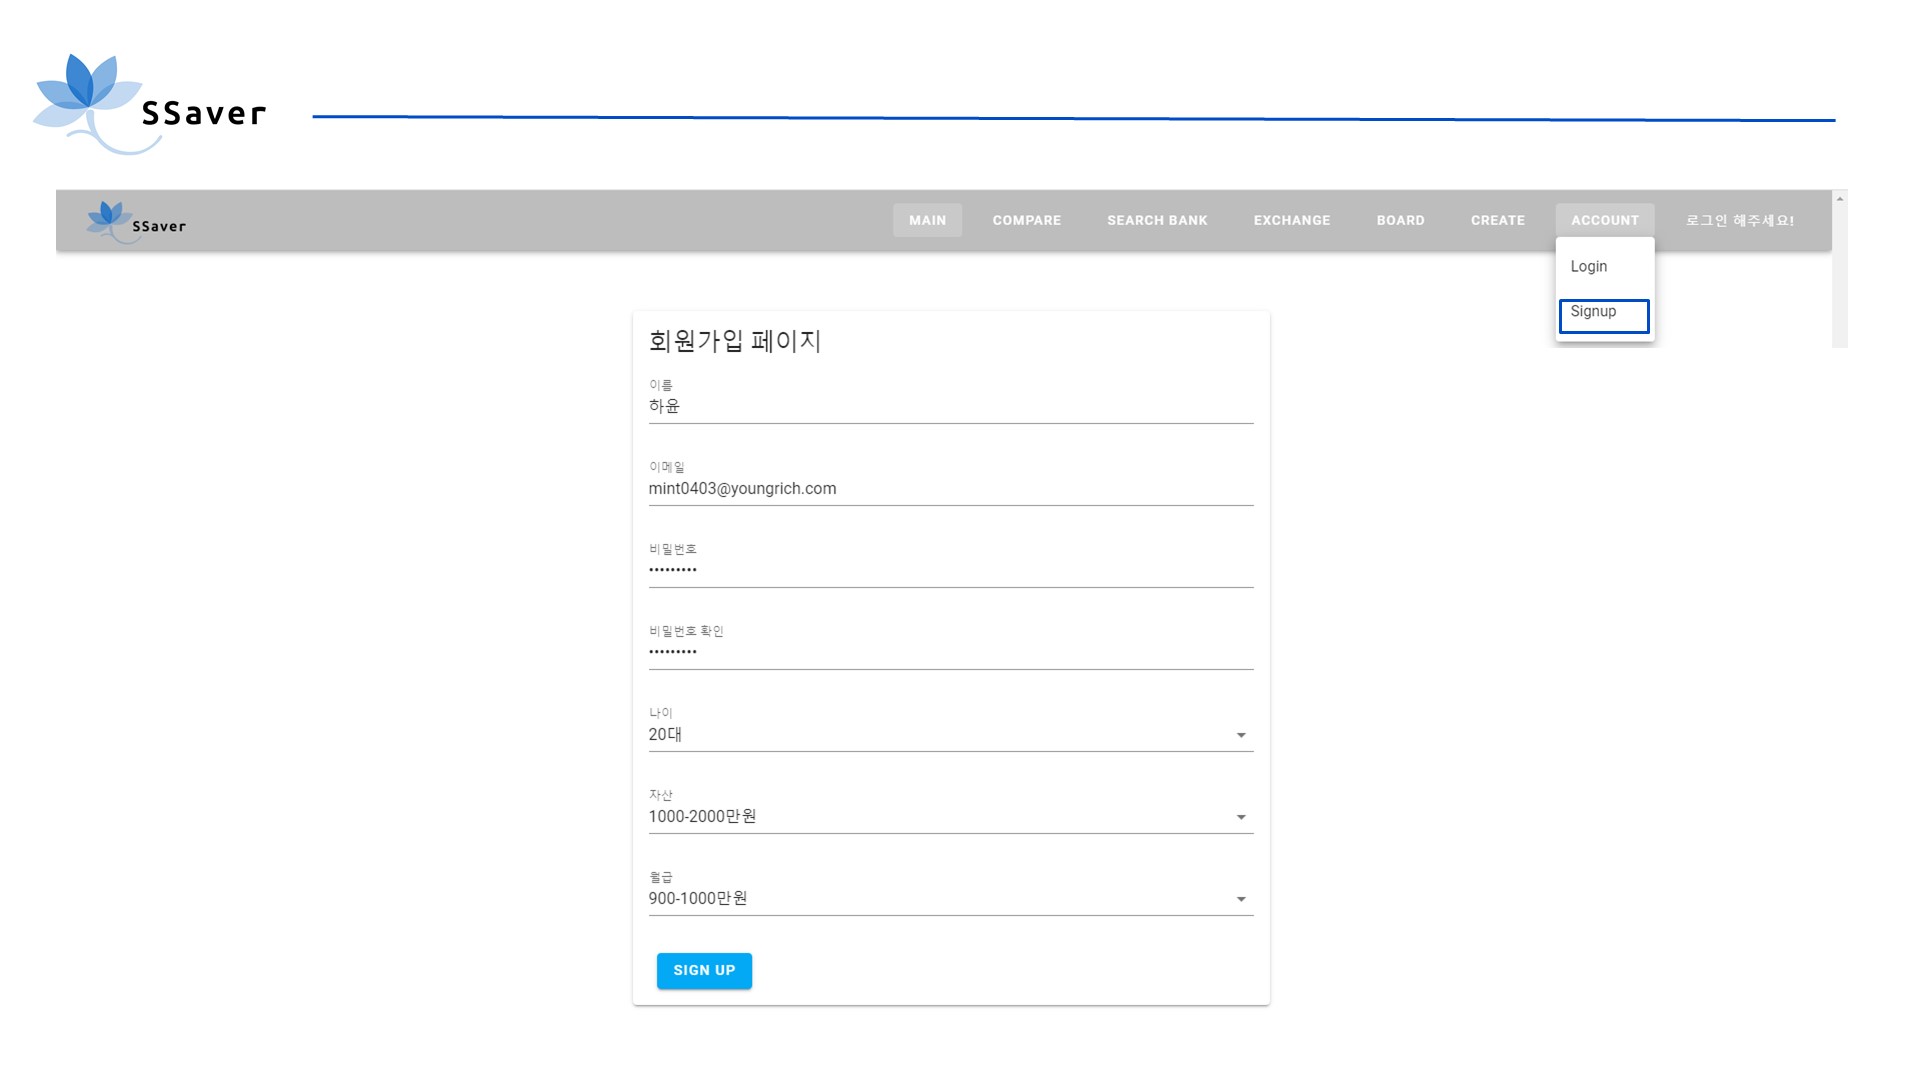 SSaver
SSaver
MAIN COMPARE SEARCH BANK EXCHANGE BOARD CREATE ACCOUNT 로그인 해주세요!
Login
Signup
회원가입 페이지
이름
하윤
이메일
mint0403@youngrich.com
비밀번호
•••••••••
비밀번호 확인
•••••••••
나이
20대
자산
1000-2000만원
월급
900-1000만원
SIGN UP